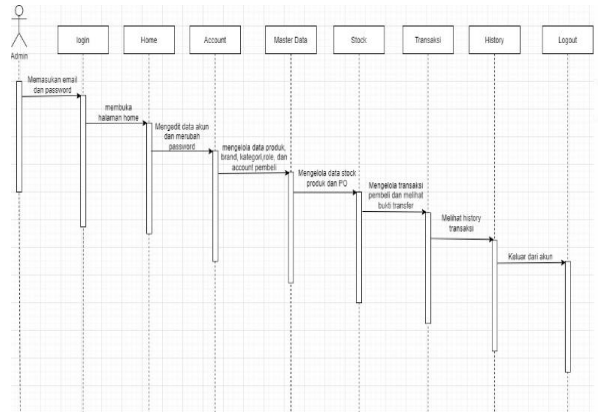 login
Home
Account
Master Data
Stock
Transaksi
History
Logout
Admin
Memasukan email
dan password
membuka
halaman home
Mengedit data akun
dan merubah
password
mengelola data produk,
brand, kategori,role, dan
account pembeli
Mengelola data stock
produk dan PO
Mengelola transaksi
pembeli dan melihat
bukti transfer
Melihat history
transaksi
Keluar dari akun